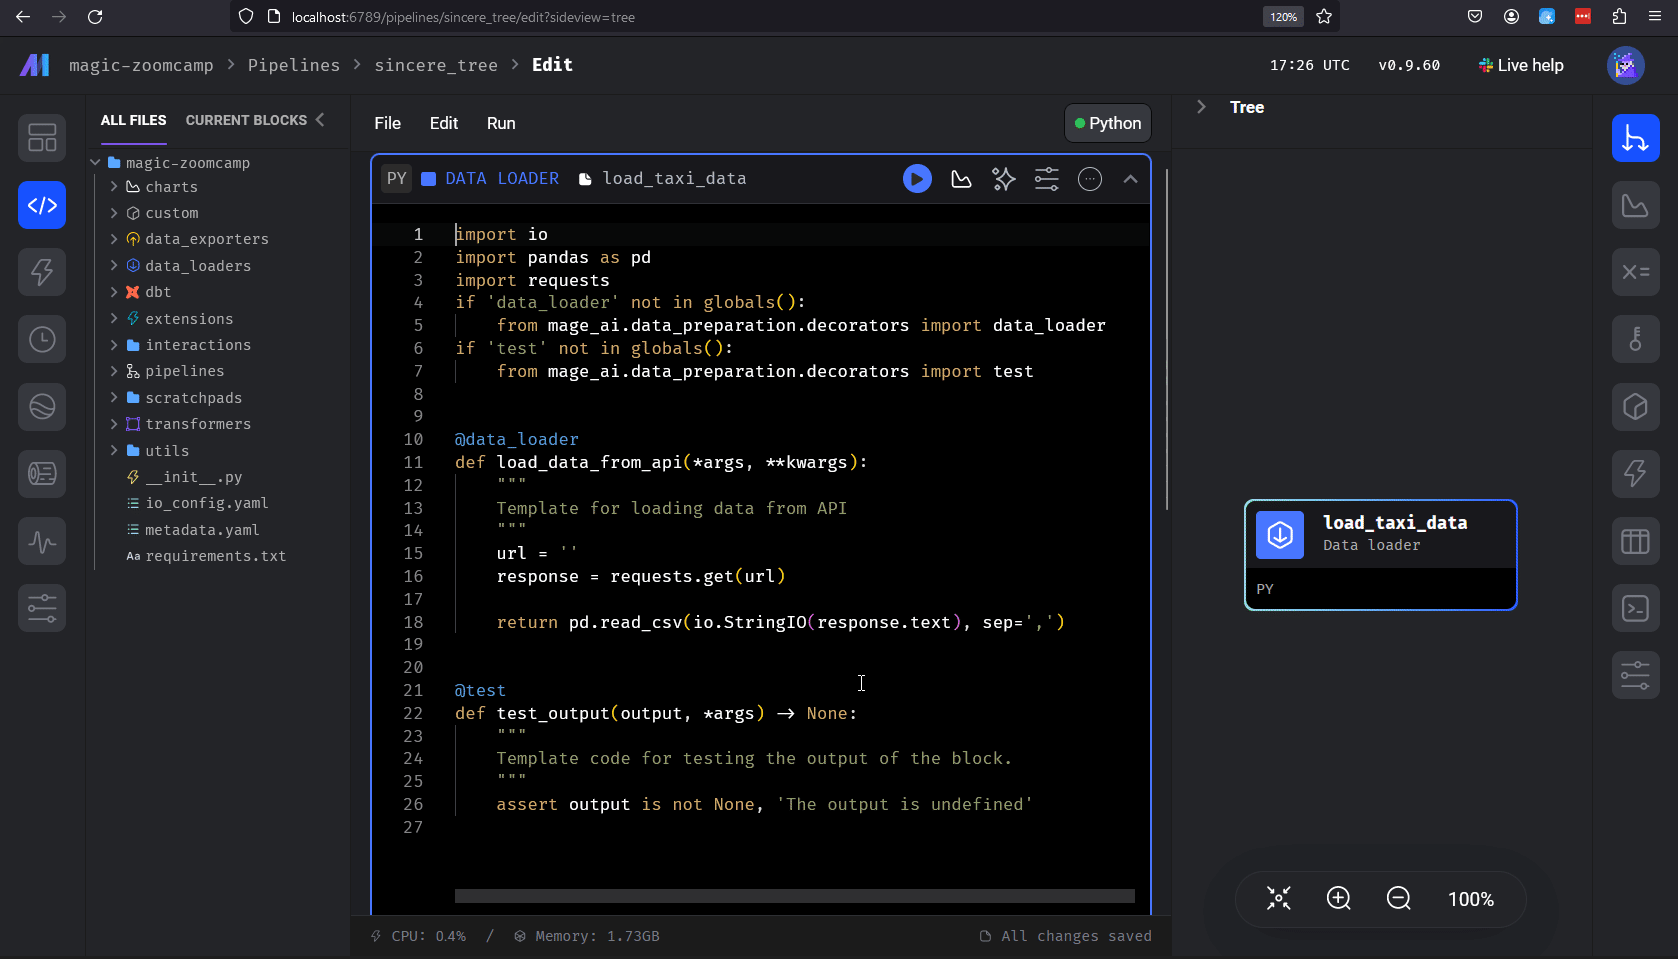 localhost:6789/pipelines/sincere_tree/edit?sideview=tree
120%
magic-zoomcamp > Pipelines > sincere_tree > Edit
17:26 UTC
v0.9.60
Live help
ALL FILES
CURRENT BLOCKS
magic-zoomcamp
charts
custom
data_exporters
data_loaders
dbt
extensions
interactions
pipelines
scratchpads
transformers
utils
__init__.py
io_config.yaml
metadata.yaml
Aa requirements.txt
File
Edit
Run
Python
PY
DATA LOADER
load_taxi_data
1 import io
2 import pandas as pd
3 import requests
4 if 'data_loader' not in globals():
5     from mage_ai.data_preparation.decorators import data_loader
6 if 'test' not in globals():
7     from mage_ai.data_preparation.decorators import test
8
9
10 @data_loader
11 def load_data_from_api(*args, **kwargs):
12     """
13     Template for loading data from API
14     """
15     url = ''
16     response = requests.get(url)
17
18     return pd.read_csv(io.StringIO(response.text), sep=',')
19
20
21 @test
22 def test_output(output, *args) → None:
23     """
24     Template code for testing the output of the block.
25     """
26     assert output is not None, 'The output is undefined'
27
CPU: 0.4% / Memory: 1.73GB
All changes saved
Tree
load_taxi_data
Data loader
PY
100%